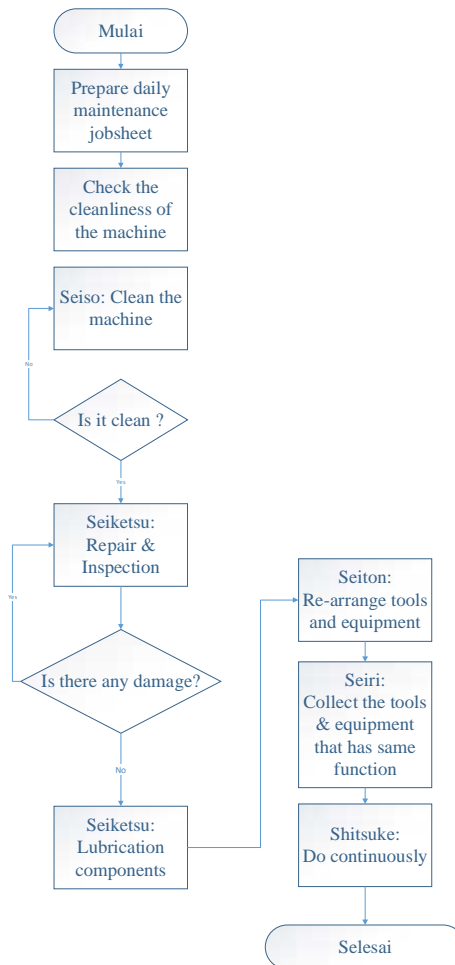 Mulai
Prepare daily
maintenance
jobsheet
Check the
cleanliness of
the machine
Seiso: Clean the
machine
No
Is it clean ?
Yes
Seiketsu:
Repair &
Inspection
Yes
Is there any damage?
No
Seiketsu:
Lubrication
components
Seiton:
Re-arrange tools
and equipment
Seiri:
Collect the tools
& equipment
that has same
function
Shitsuke:
Do continuously
Selesai